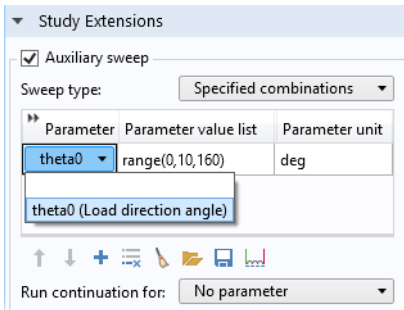 Study Extensions
Auxiliary sweep
Sweep type: Specified combinations
Parameter Parameter value list Parameter unit
theta0 range(0,10,160) deg
theta0 (Load direction angle)
Run continuation for: No parameter